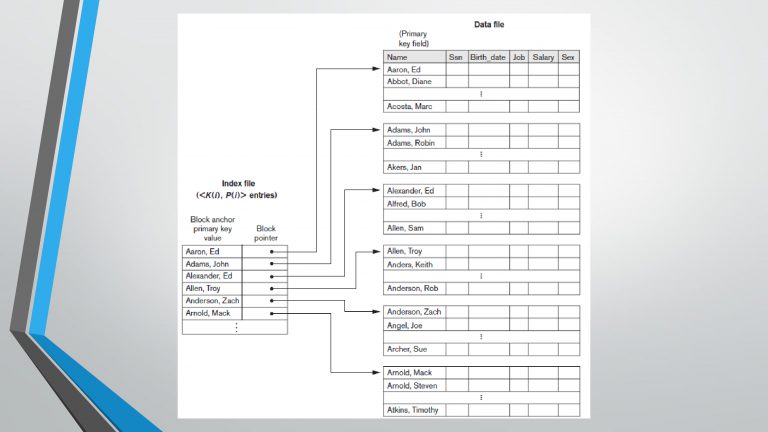 Data file
(Primary
key field)
Name Ssn Birth_date Job Salary Sex
Aaron, Ed
Abbot, Diane
⋮
Acosta, Marc
Adams, John
Adams, Robin
⋮
Akers, Jan
Alexander, Ed
Alfred, Bob
⋮
Allen, Sam
Allen, Troy
Anders, Keith
⋮
Anderson, Rob
Anderson, Zach
Angel, Joe
⋮
Archer, Sue
Arnold, Mack
Arnold, Steven
⋮
Atkins, Timothy
Index file
(<K(i), P(i)> entries)
Block anchor
primary key
value
Block
pointer
Aaron, Ed
Adams, John
Alexander, Ed
Allen, Troy
Anderson, Zach
Arnold, Mack
⋮